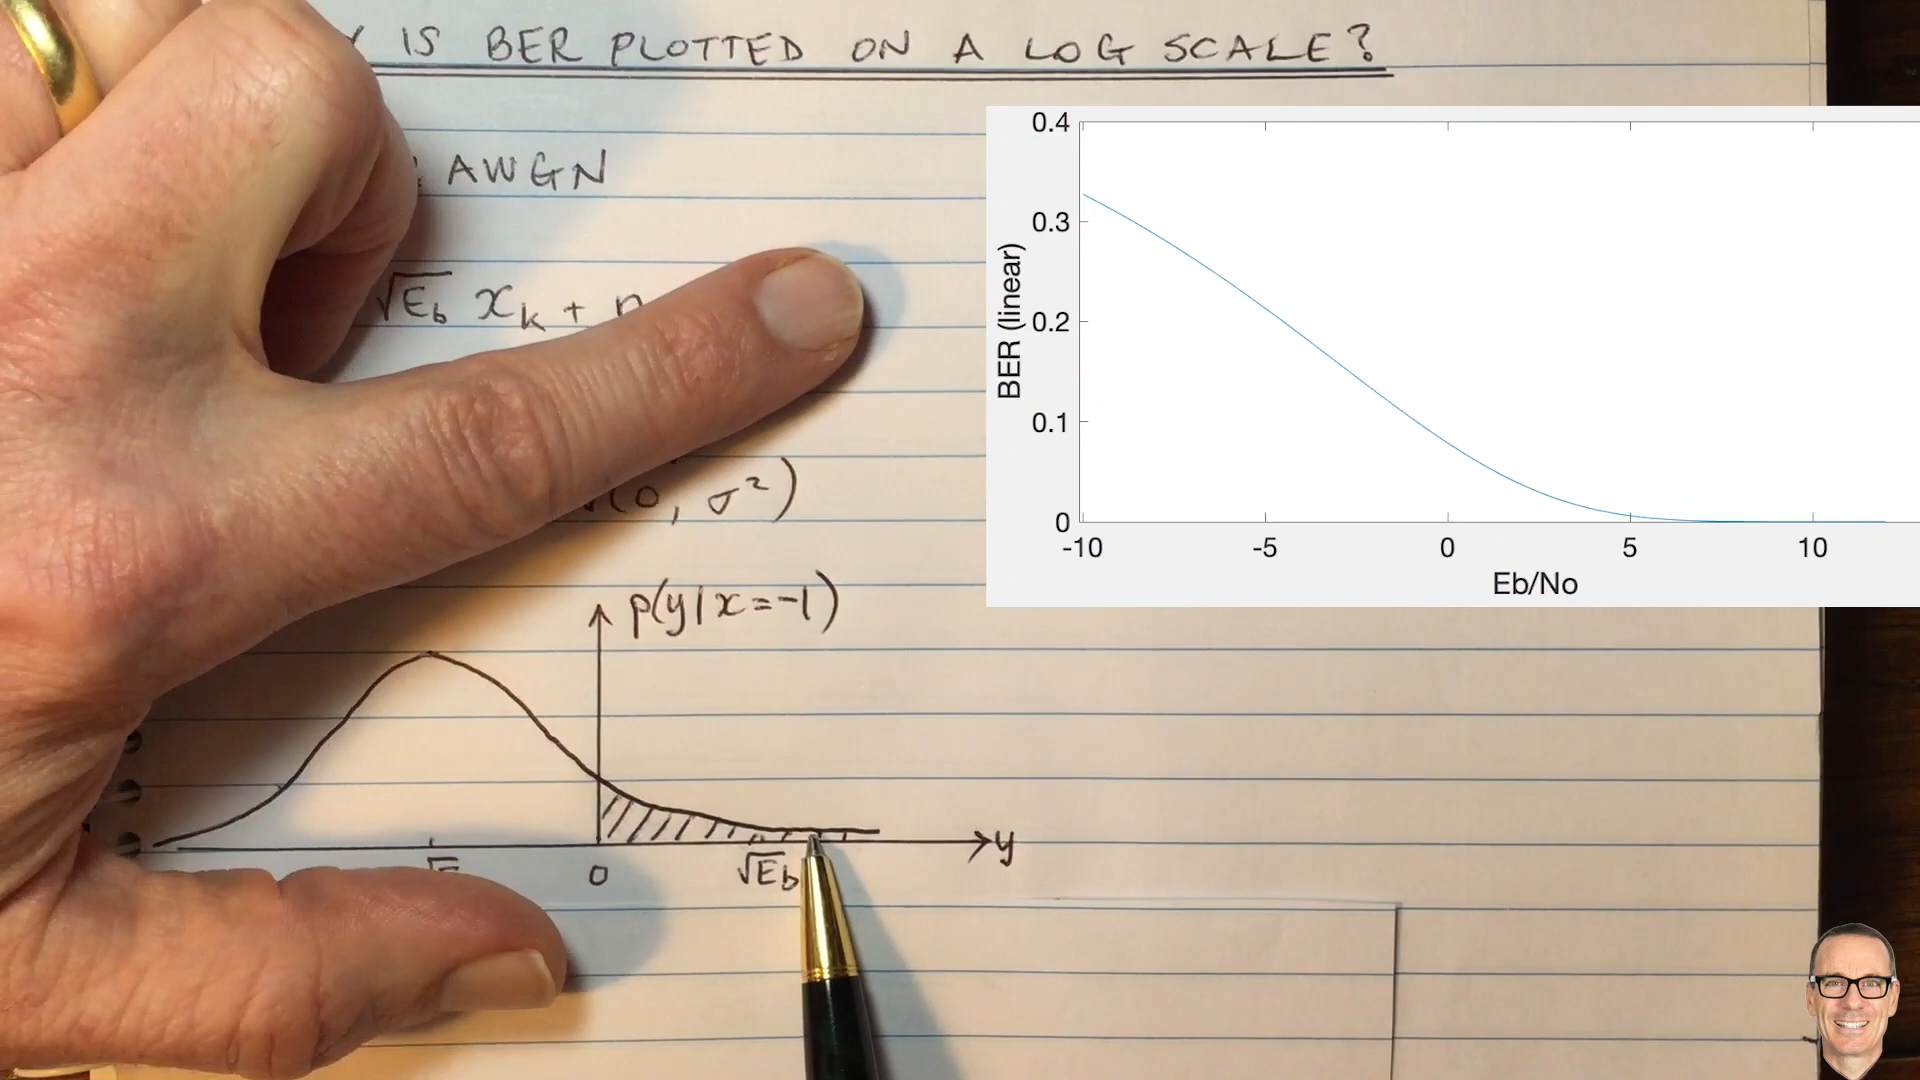 IS BER PLOTTED ON A LOG SCALE?
: AWGN
√Eb xk + n
(0, σ²)
p(y|x=-1)
0
√Eb
y
0.4
0.3
0.2
0.1
0
BER (linear)
-10 -5 0 5 10
Eb/No